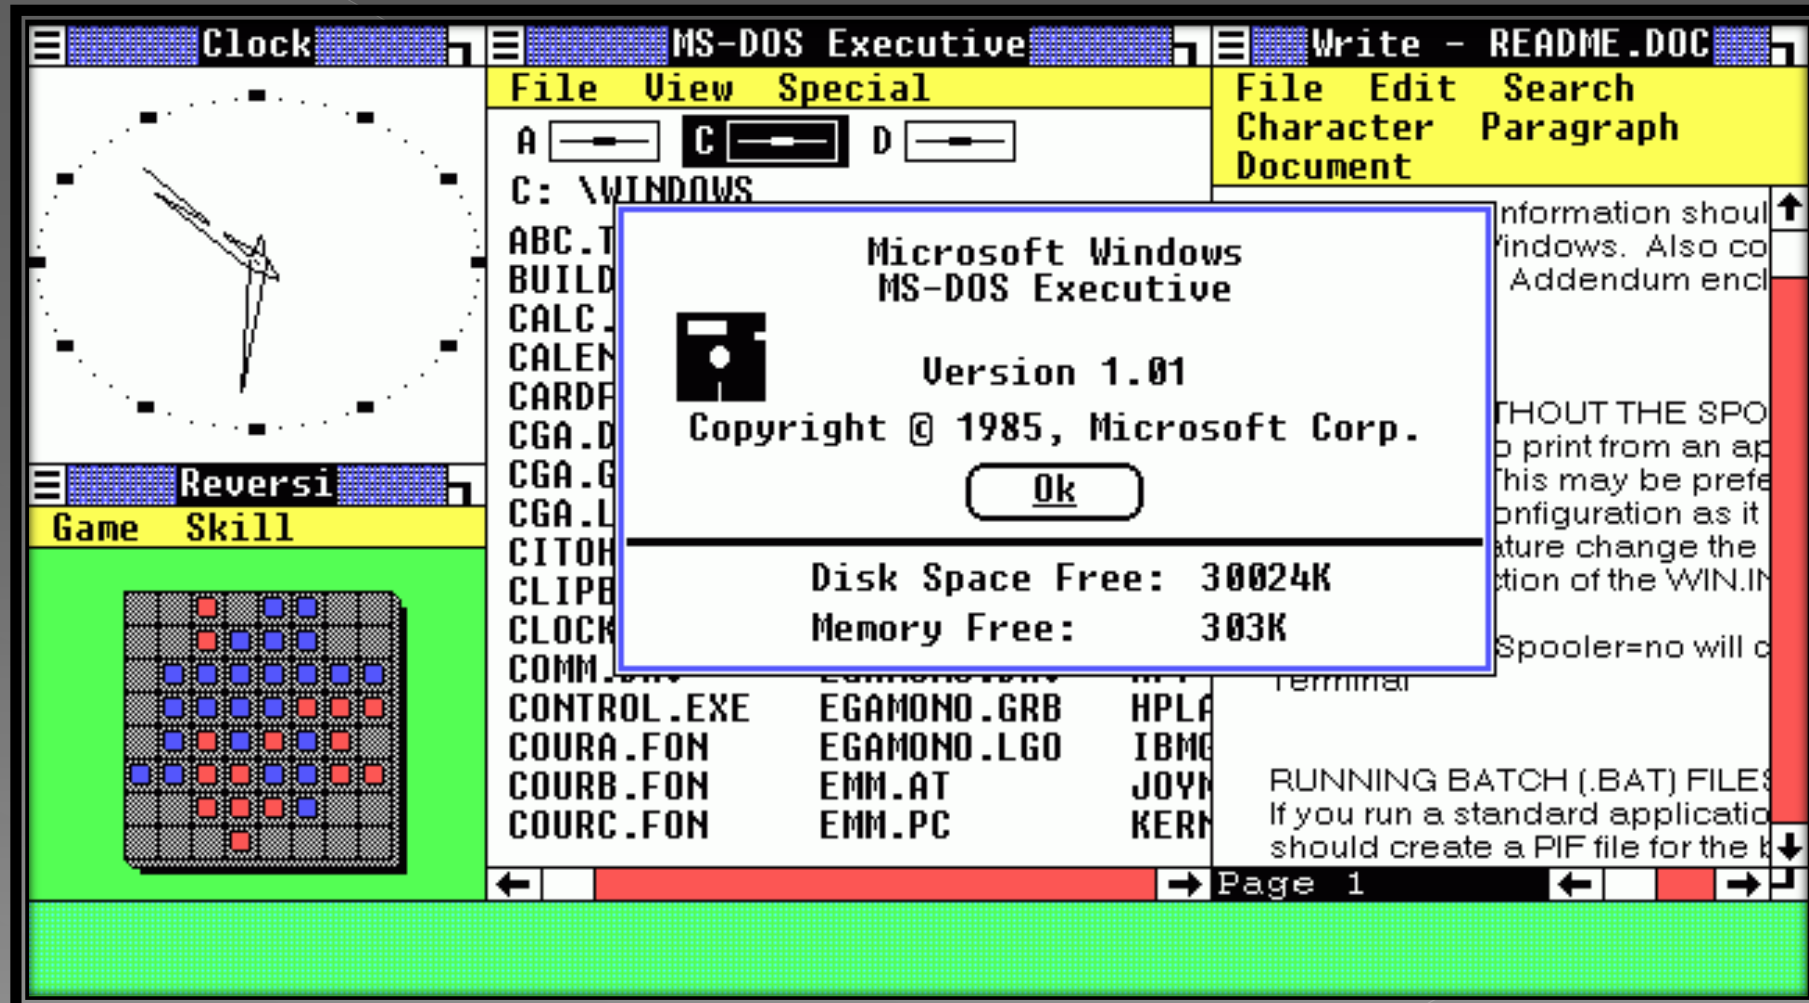 Clock
MS-DOS Executive
File View Special
A C D
C: \WINDOWS
ABC.T
BUILD
CALC.
CALEN
CARDF
CGA.D
CGA.G
CGA.L
CITOH
CLIPB
CLOCK
COMM.
CONTROL.EXE EGAMONO.GRB HPLA
COURA.FON EGAMONO.LGO IBMG
COURB.FON EMM.AT JOYM
COURC.FON EMM.PC KERN
Microsoft Windows
MS-DOS Executive
Version 1.01
Copyright © 1985, Microsoft Corp.
Ok
Disk Space Free: 30024K
Memory Free: 303K
Write - README.DOC
File Edit Search
Character Paragraph
Document
nformation shoul
indows. Also co
Addendum encl
THOUT THE SPO
o print from an ap
This may be prefe
onfiguration as it
ature change the
ction of the WIN.IN
Spooler=no will c
Terminal
RUNNING BATCH (.BAT) FILES
If you run a standard applicatio
should create a PIF file for the b
Page 1
Reversi
Game Skill